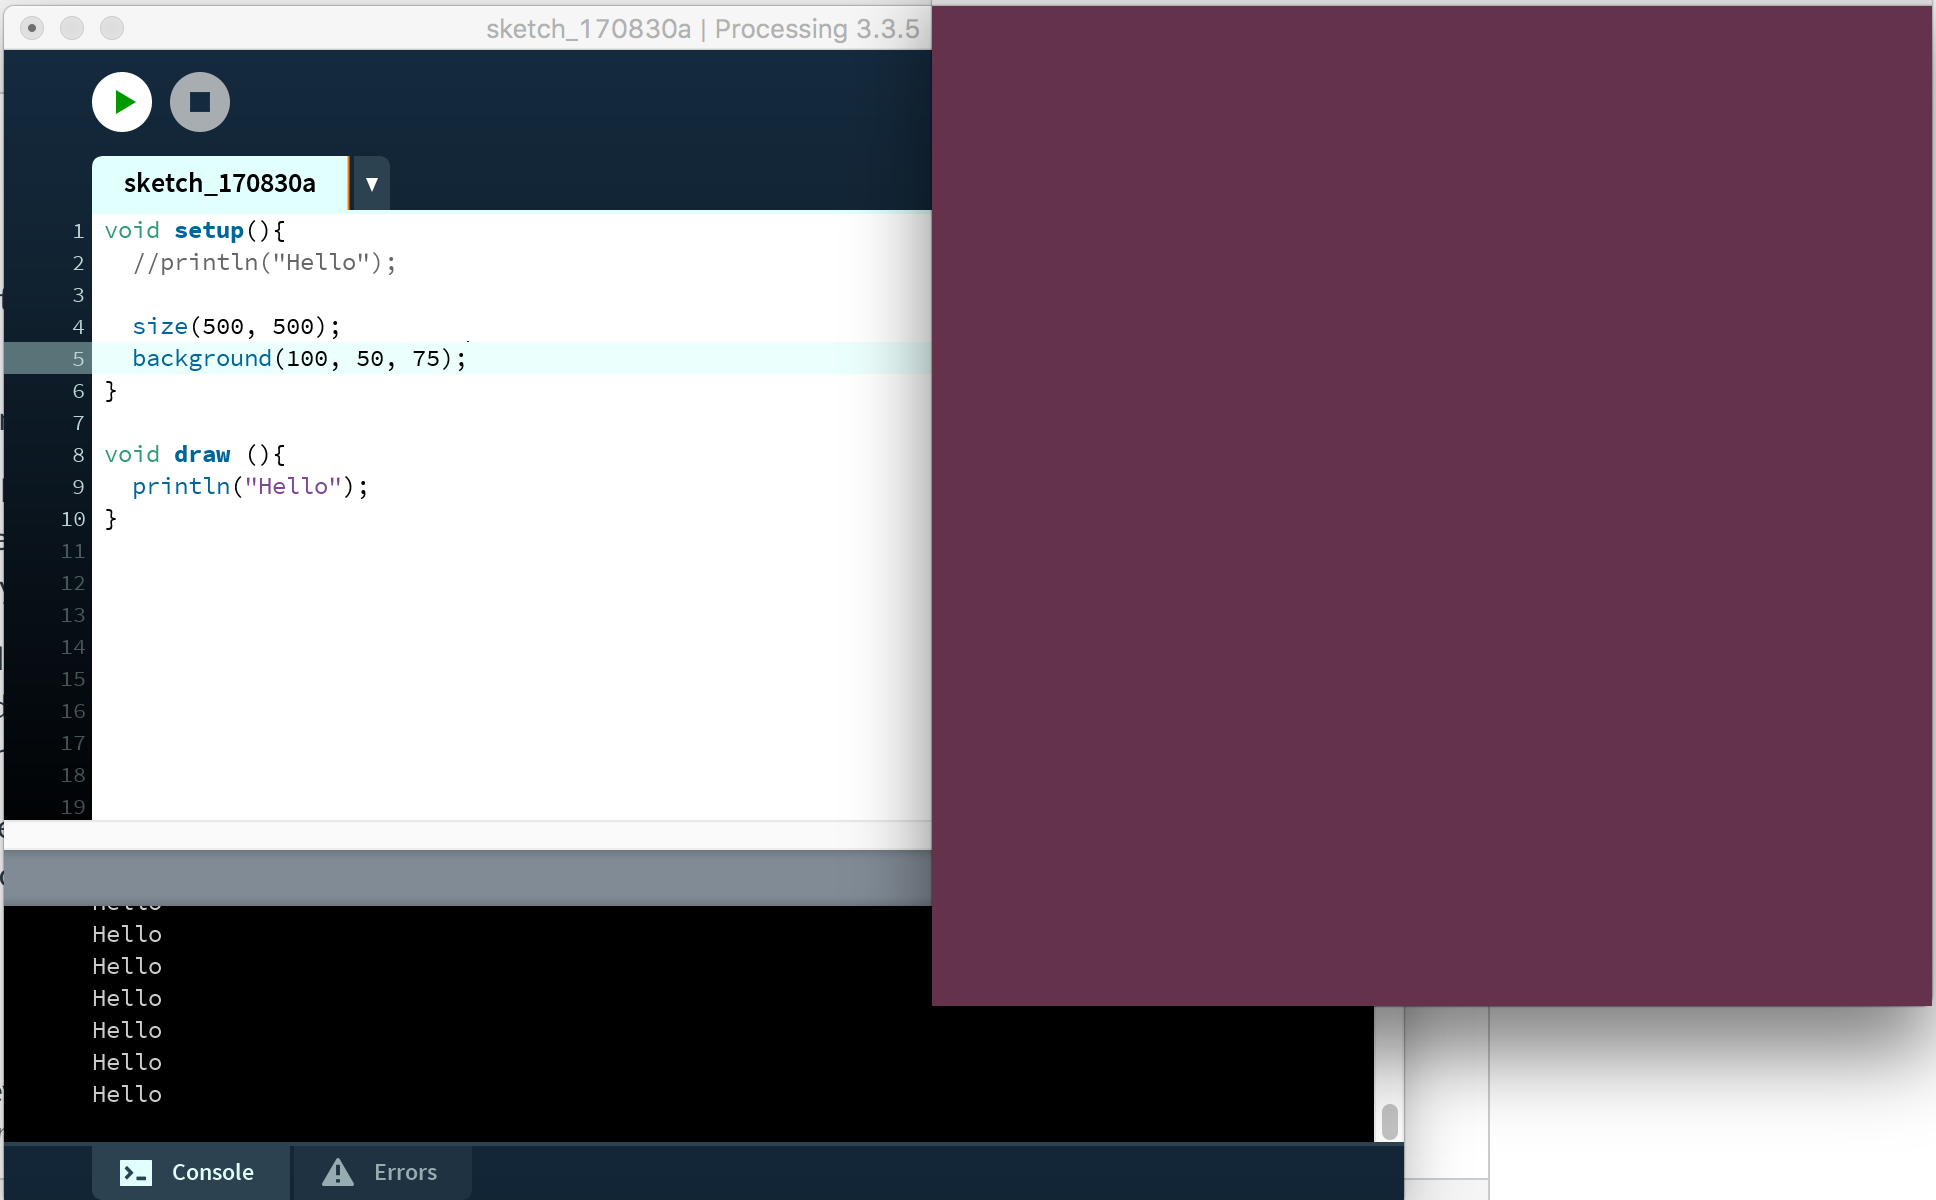 sketch_170830a | Processing 3.3.5
sketch_170830a ▼
1 void setup(){
2 //println("Hello");
3
4 size(500, 500);
5 background(100, 50, 75);
6 }
7
8 void draw (){
9 println("Hello");
10 }
11
12
13
14
15
16
17
18
19
Hello
Hello
Hello
Hello
Hello
Hello
Hello
Console Errors